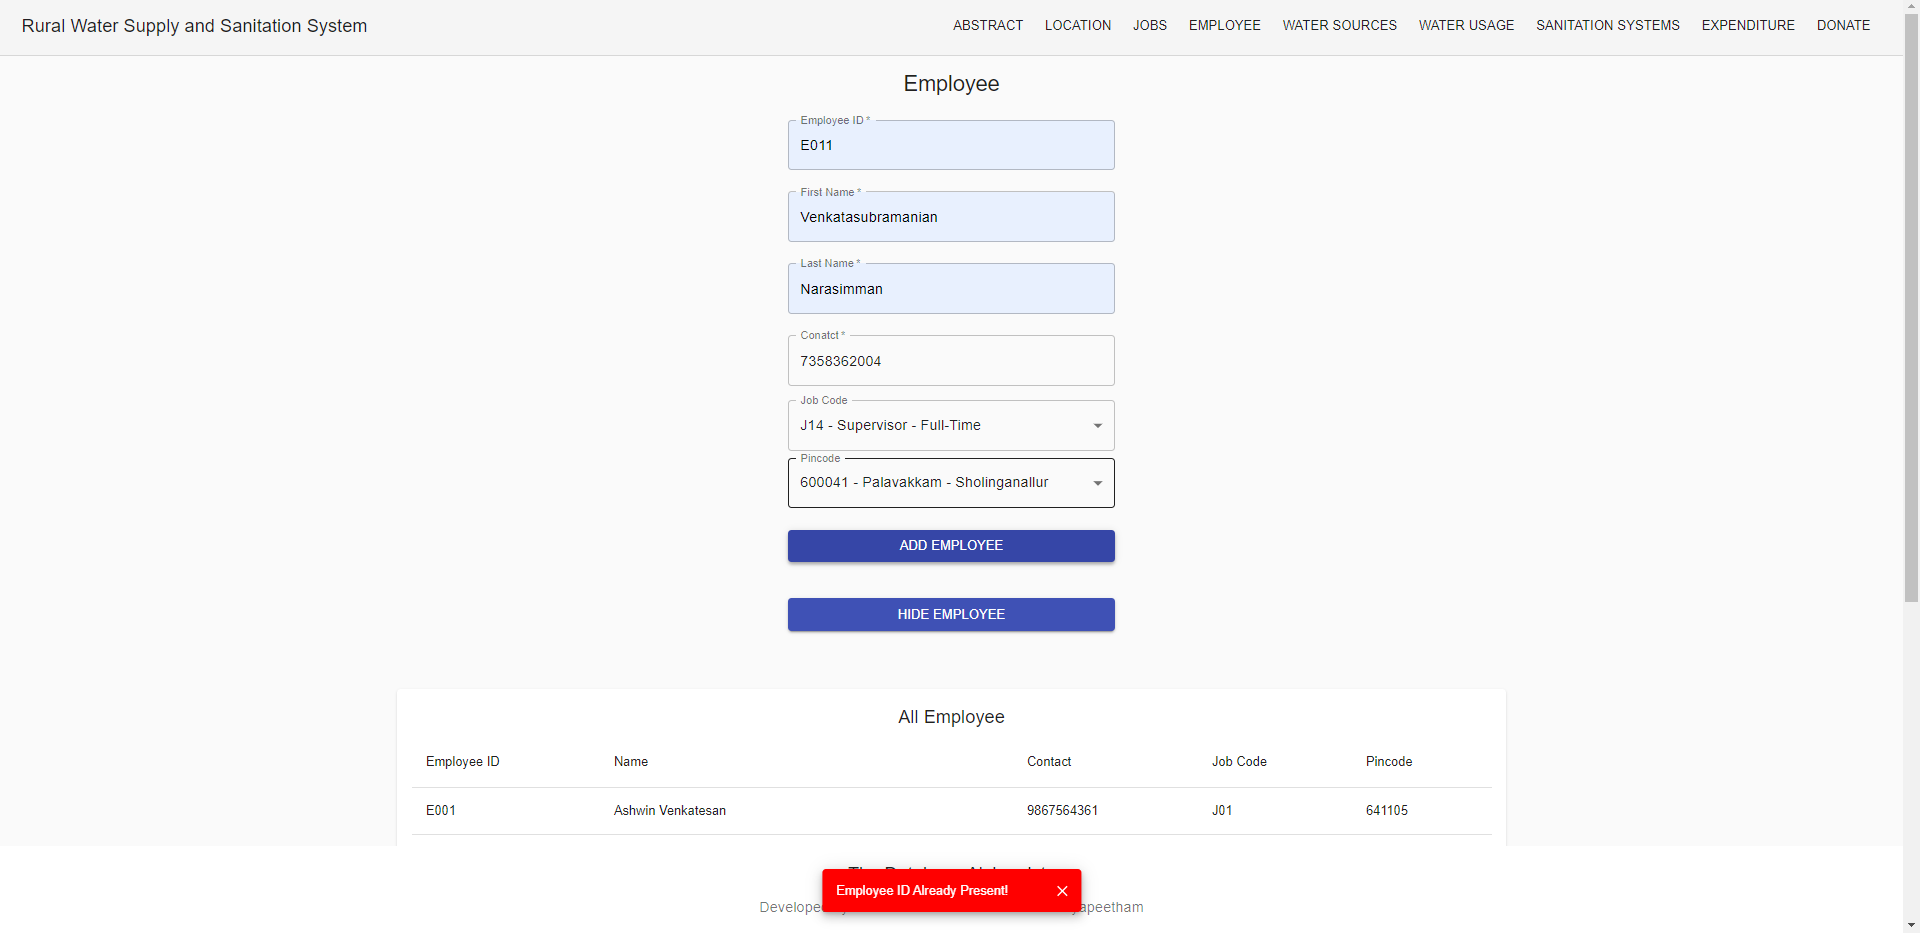 Rural Water Supply and Sanitation System
ABSTRACT LOCATION JOBS EMPLOYEE WATER SOURCES WATER USAGE SANITATION SYSTEMS EXPENDITURE DONATE
Employee
Employee ID *
E011
First Name *
Venkatasubramanian
Last Name *
Narasimman
Conatct *
7358362004
Job Code
J14 - Supervisor - Full-Time
Pincode
600041 - Palavakkam - Sholinganallur
ADD EMPLOYEE
HIDE EMPLOYEE
All Employee
Employee ID Name Contact Job Code Pincode
E001 Ashwin Venkatesan 9867564361 J01 641105
Employee ID Already Present!